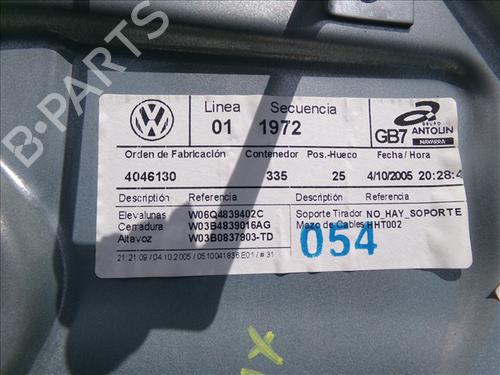 B-PARTS
Linea Secuencia
01 1972
GRUPO
ANTOLIN
NAVARRA
GB7
Orden de Fabricación Contenedor Pos.-Hueco Fecha / Hora
4046130 335 25 4/10/2005 20:28:4
Descriptión Referencia Descriptión Referencia
Elevalunas W06Q4839402C Soporte Tirador NO_HAY_SOPORTE
Cerradura W03B4839016AG Mazo de Cables HHT002
Altavoz W03B0837903-TD
054
21:21:09 / 04.10.2005 / 0510041836.E01 / # 31